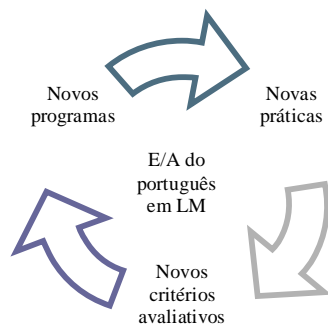 Novos
programas
Novas
práticas
E/A do
português
em LM
Novos
critérios
avaliativos